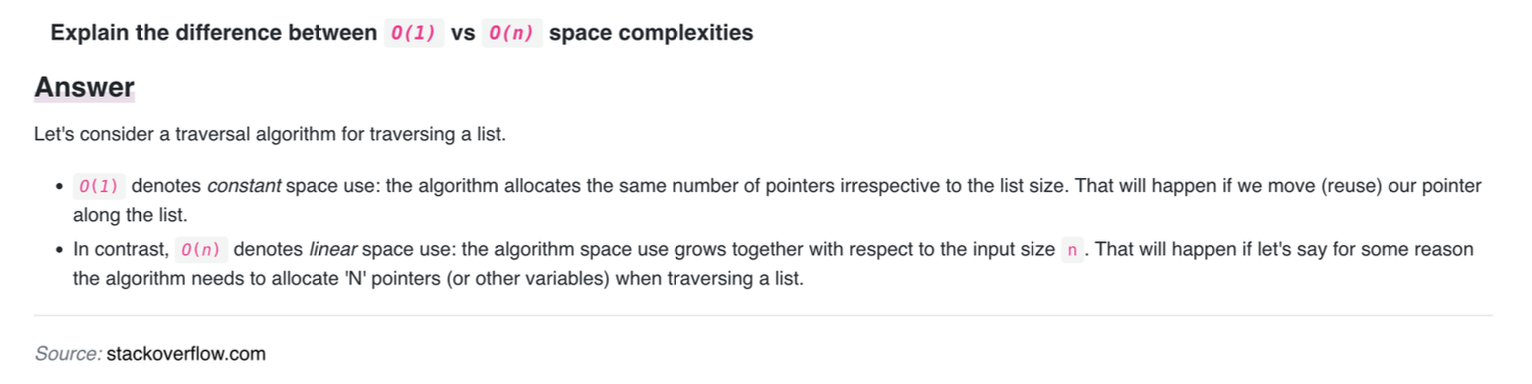 Explain the difference between O(1) vs O(n) space complexities
Answer
Let's consider a traversal algorithm for traversing a list.
• O(1) denotes constant space use: the algorithm allocates the same number of pointers irrespective to the list size. That will happen if we move (reuse) our pointer
along the list.
• In contrast, O(n) denotes linear space use: the algorithm space use grows together with respect to the input size n . That will happen if let's say for some reason
the algorithm needs to allocate 'N' pointers (or other variables) when traversing a list.
Source: stackoverflow.com